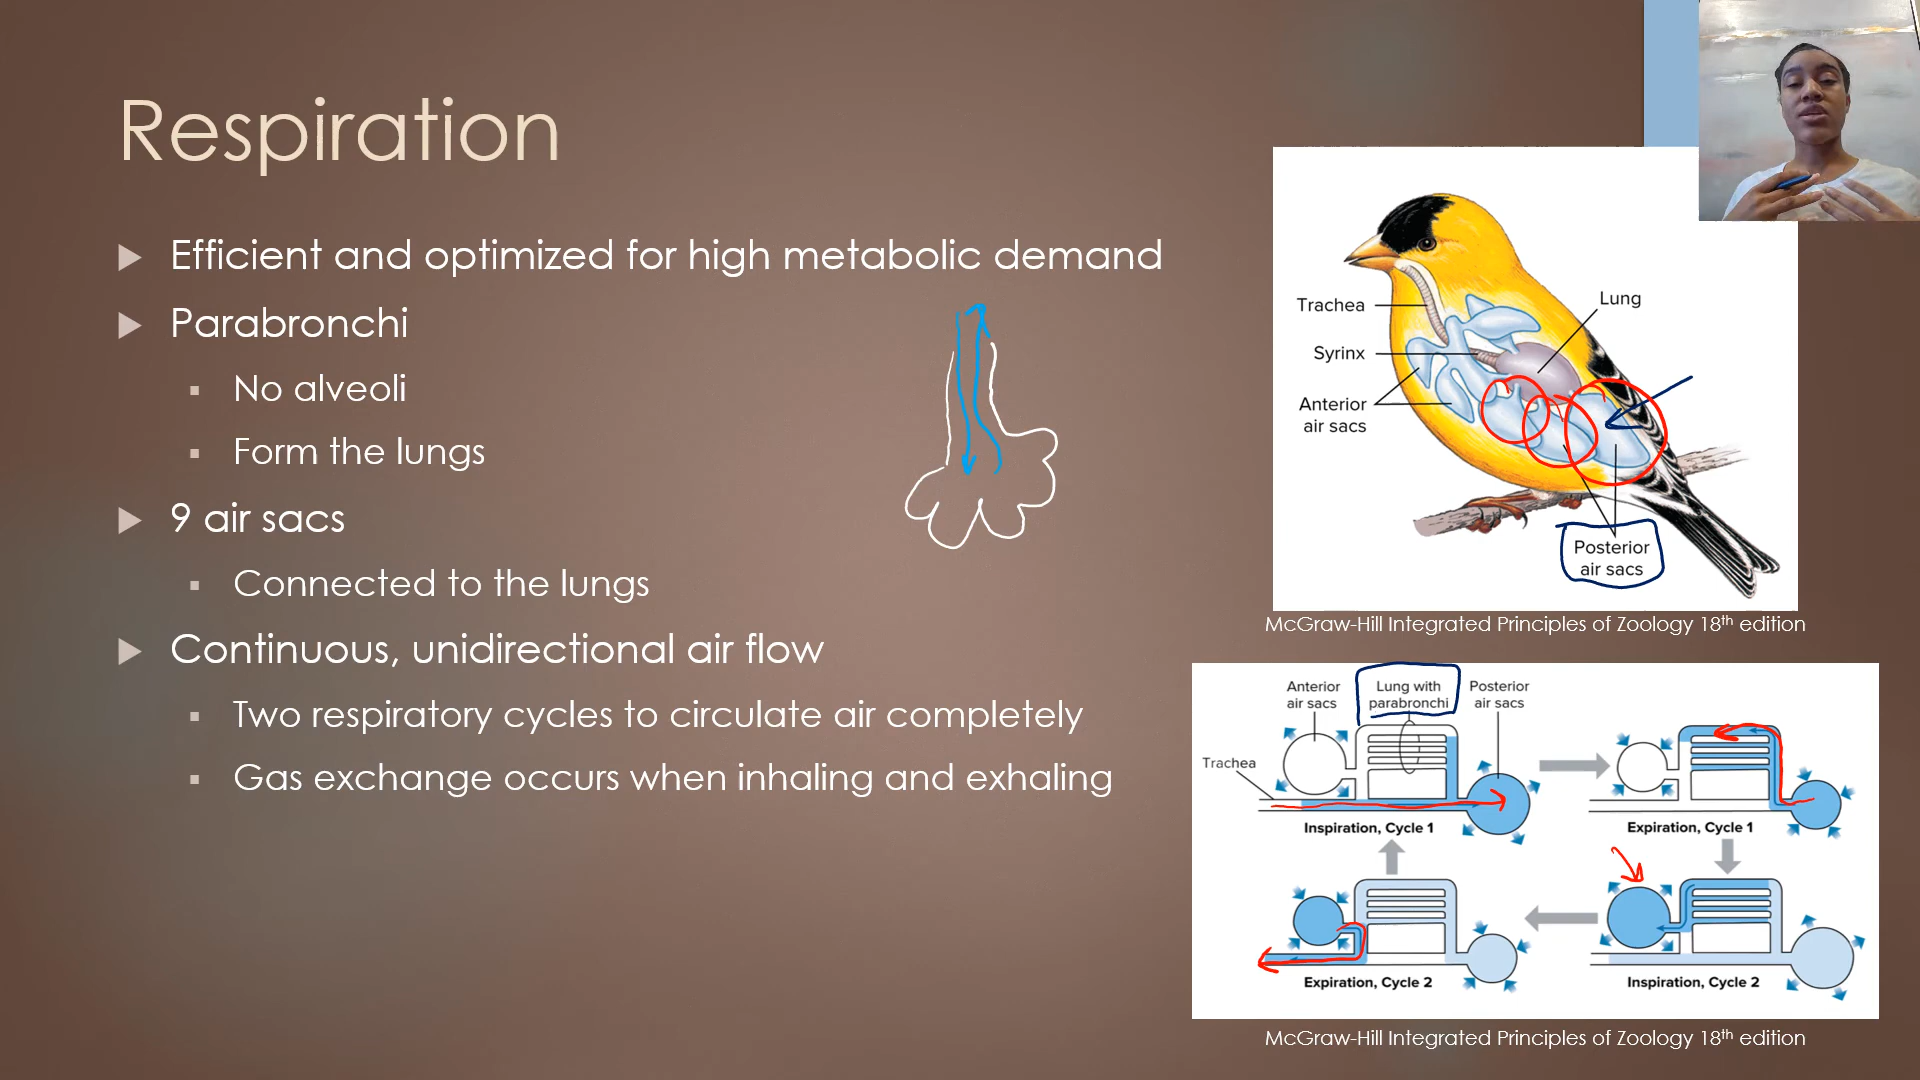 Respiration
Efficient and optimized for high metabolic demand
Parabronchi
No alveoli
Form the lungs
9 air sacs
Connected to the lungs
Continuous, unidirectional air flow
Two respiratory cycles to circulate air completely
Gas exchange occurs when inhaling and exhaling
Lung
Trachea
Syrinx
Anterior
air sacs
Posterior
air sacs
McGraw-Hill Integrated Principles of Zoology 18th edition
Anterior
air sacs
Lung with
parabronchi
Posterior
air sacs
Trachea
Inspiration, Cycle 1
Expiration, Cycle 1
Expiration, Cycle 2
Inspiration, Cycle 2
McGraw-Hill Integrated Principles of Zoology 18th edition